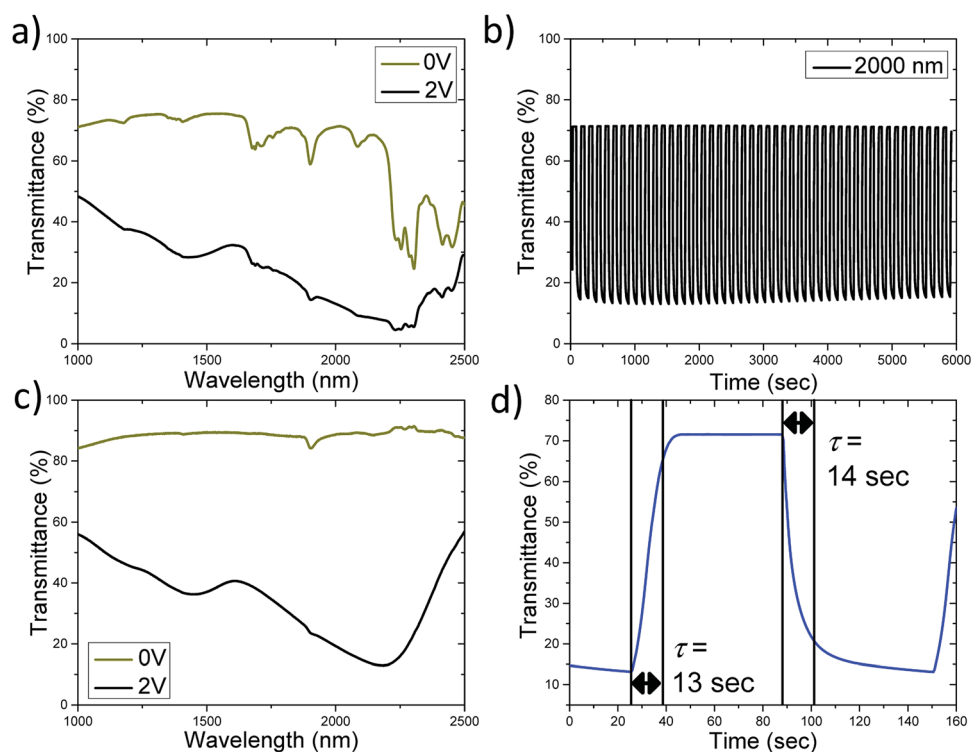 a)
0V
2V
Transmittance (%)
100
80
60
40
20
0
1000 1500 2000 2500
Wavelength (nm)
b)
2000 nm
Transmittance (%)
100
80
60
40
20
0
0 1000 2000 3000 4000 5000 6000
Time (sec)
c)
0V
2V
Transmittance (%)
100
80
60
40
20
0
1000 1500 2000 2500
Wavelength (nm)
d)
Transmittance (%)
80
70
60
50
40
30
20
10
τ =
14 sec
τ =
13 sec
0 20 40 60 80 100 120 140 160
Time (sec)